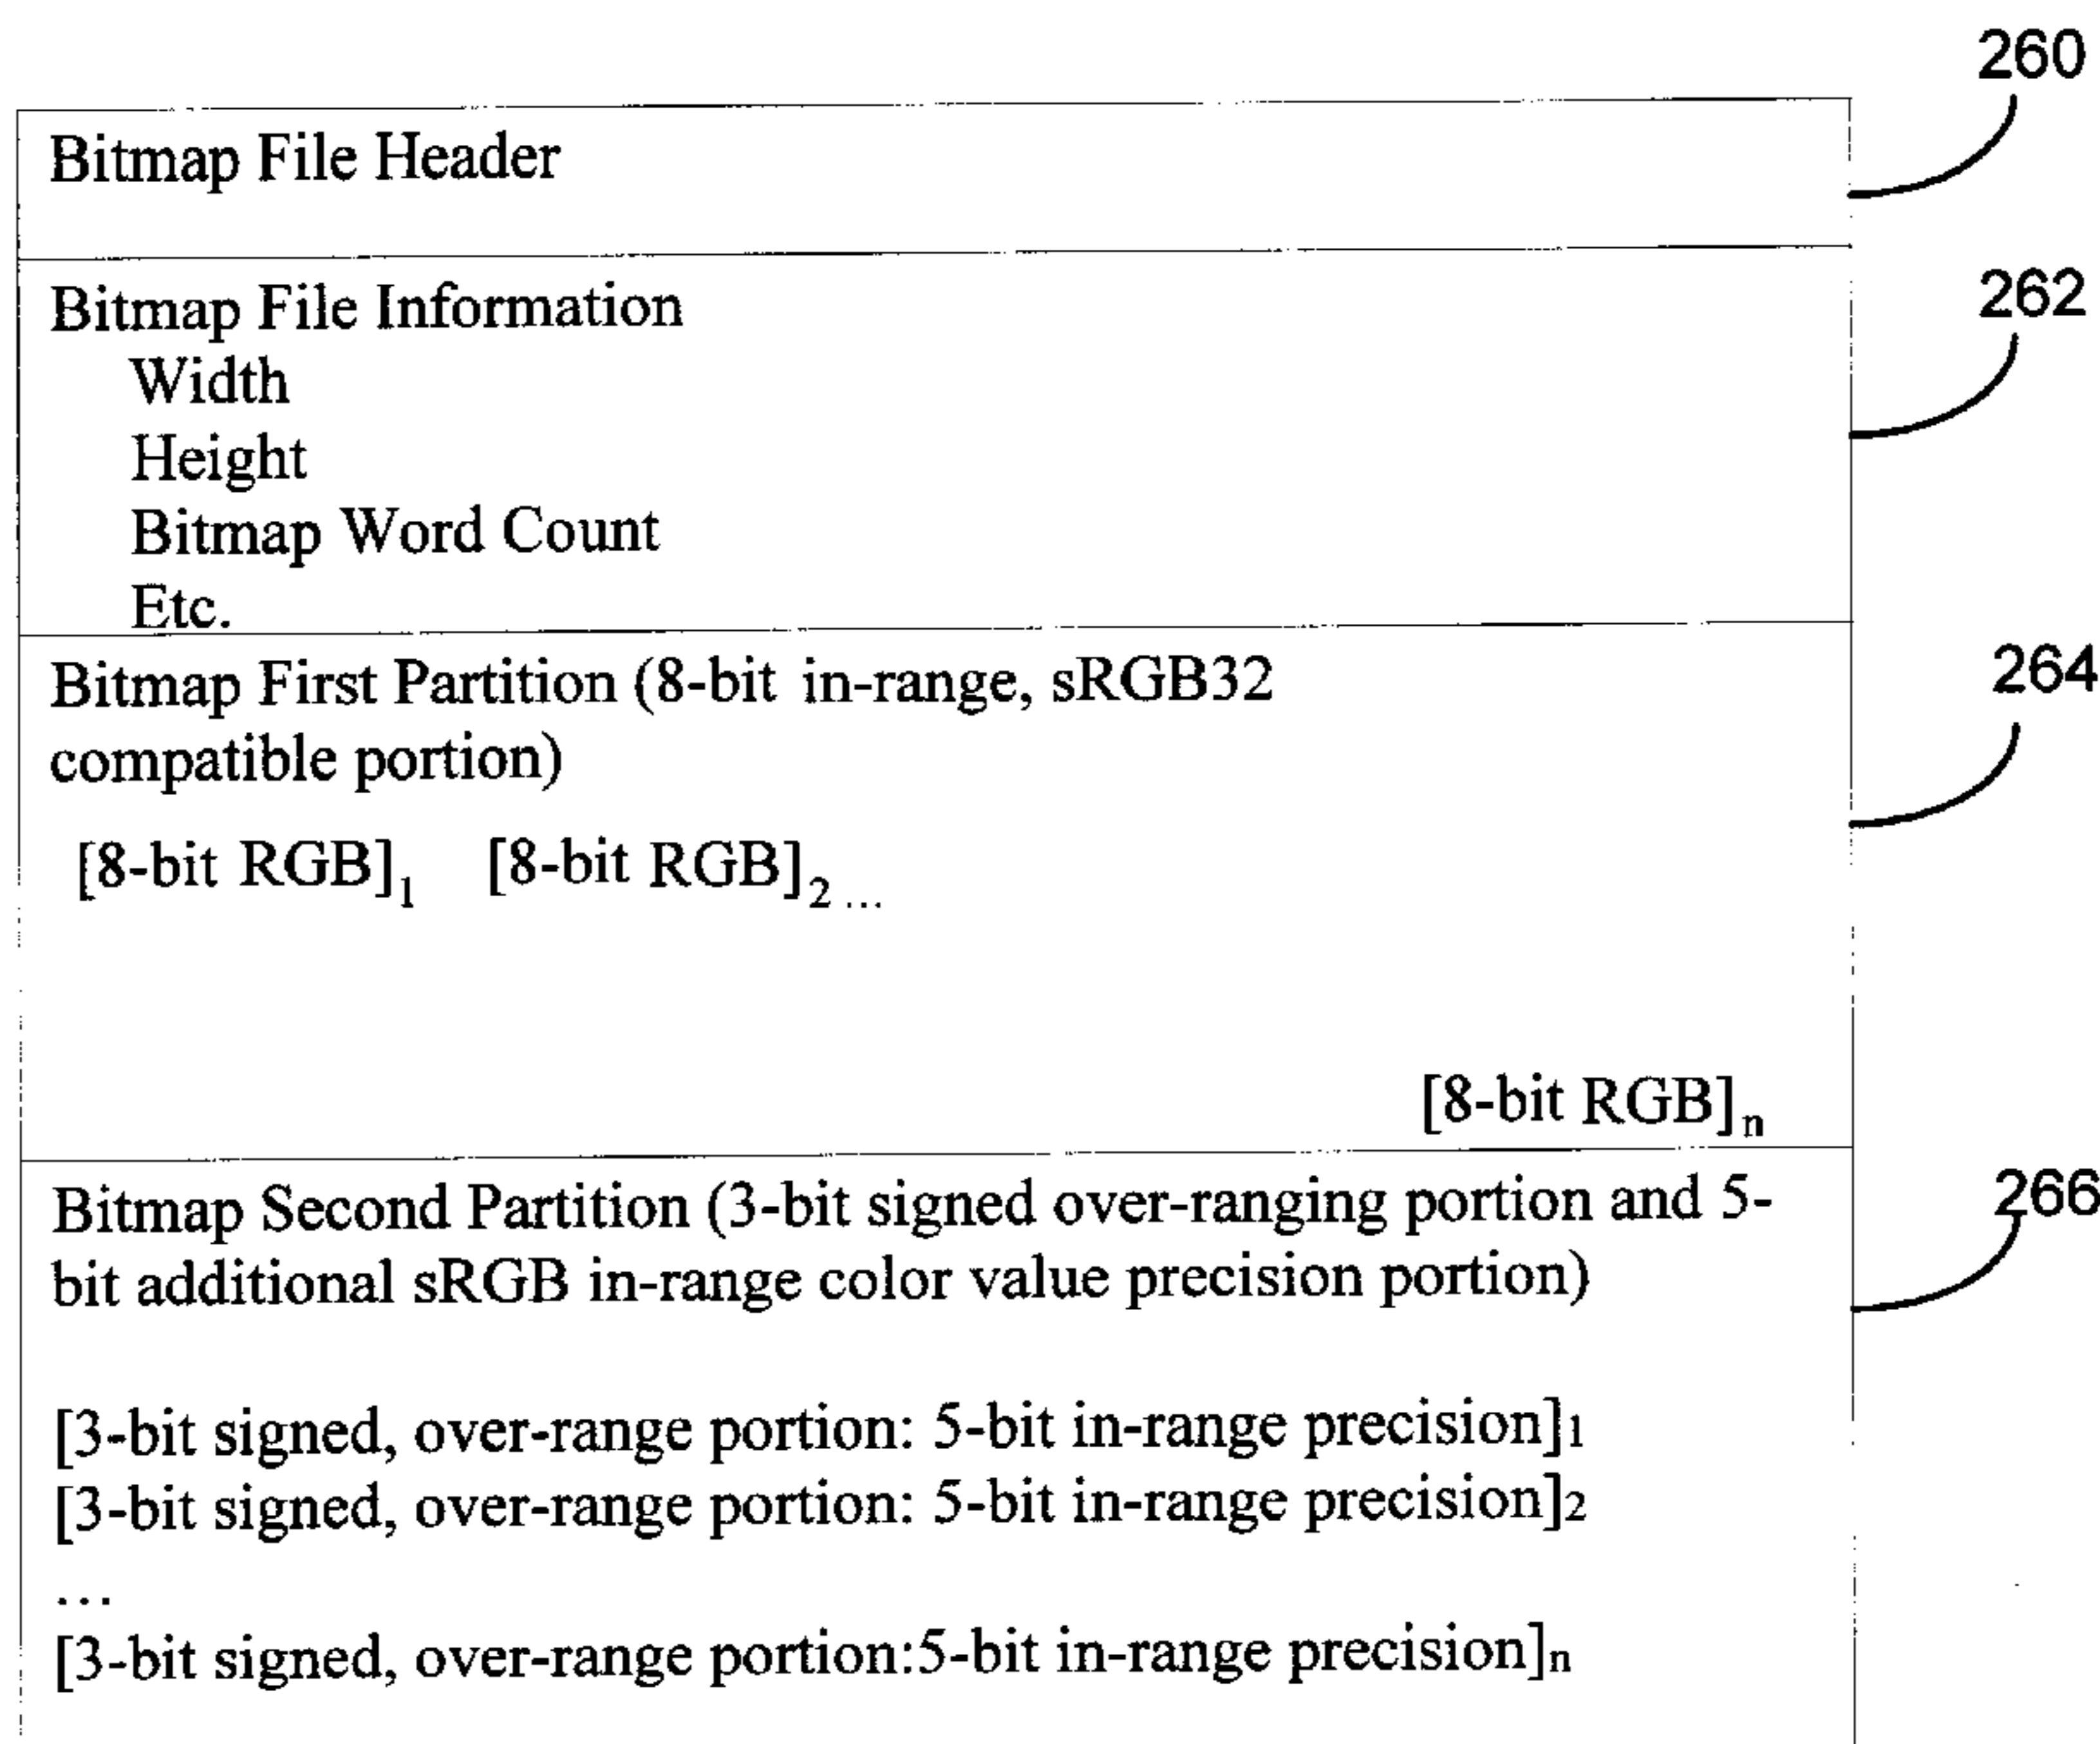 260
Bitmap File Header
262
Bitmap File Information
Width
Height
Bitmap Word Count
Etc.
264
Bitmap First Partition (8-bit in-range, sRGB32
compatible portion)
[8-bit RGB]1 [8-bit RGB]2 ...
[8-bit RGB]n
266
Bitmap Second Partition (3-bit signed over-ranging portion and 5-
bit additional sRGB in-range color value precision portion)
[3-bit signed, over-range portion: 5-bit in-range precision]1
[3-bit signed, over-range portion: 5-bit in-range precision]2
...
[3-bit signed, over-range portion:5-bit in-range precision]n